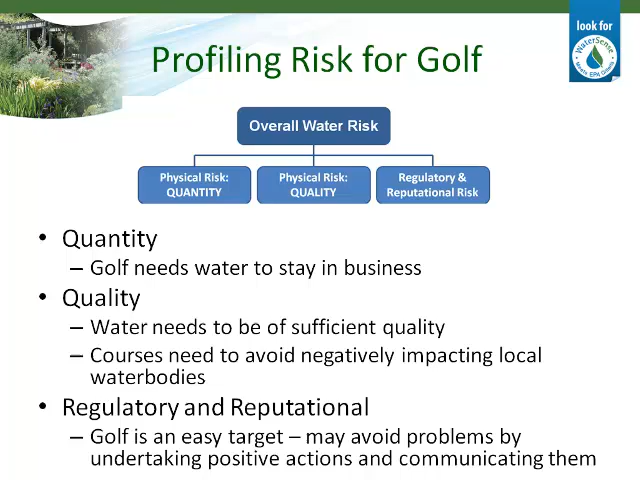 look for
WaterSense
Meets EPA Criteria
Profiling Risk for Golf
Overall Water Risk
Physical Risk:
QUANTITY
Physical Risk:
QUALITY
Regulatory &
Reputational Risk
• Quantity
– Golf needs water to stay in business
• Quality
– Water needs to be of sufficient quality
– Courses need to avoid negatively impacting local
waterbodies
• Regulatory and Reputational
– Golf is an easy target – may avoid problems by
undertaking positive actions and communicating them